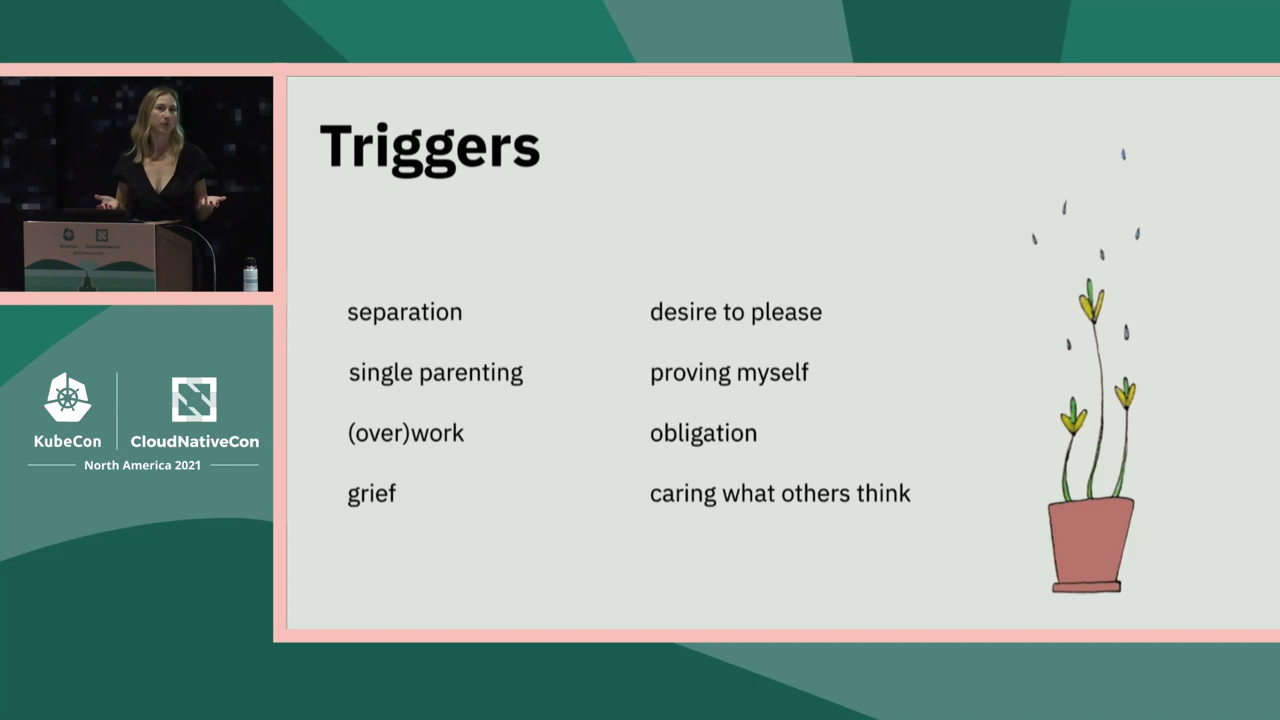 Triggers
separation
single parenting
(over)work
grief
desire to please
proving myself
obligation
caring what others think
KubeCon
CloudNativeCon
North America 2021